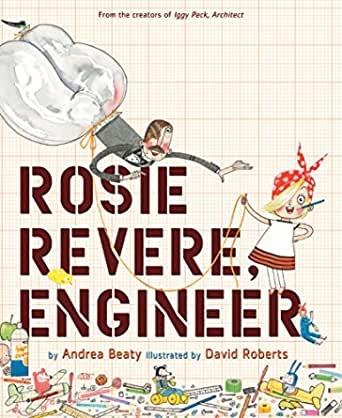 From the creators of Iggy Peck, Architect
ROSIE
REVERE,
ENGINEER
by Andrea Beaty illustrated by David Roberts